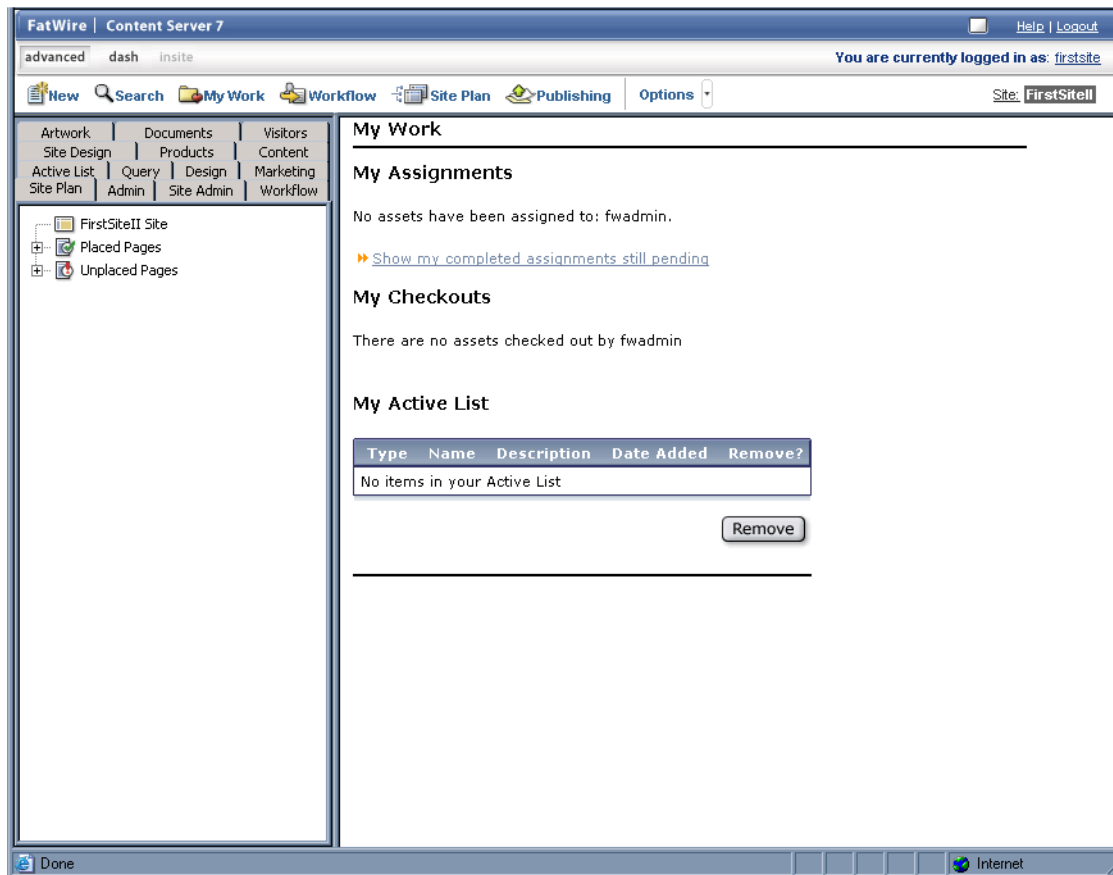 FatWire | Content Server 7
Help | Logout
advanced dash insite
You are currently logged in as: firstsite
New Search My Work Workflow Site Plan Publishing Options
Site: FirstSiteII
Artwork Documents Visitors
Site Design Products Content
Active List Query Design Marketing
Site Plan Admin Site Admin Workflow
FirstSiteII Site
Placed Pages
Unplaced Pages
My Work
My Assignments
No assets have been assigned to: fwadmin.
Show my completed assignments still pending
My Checkouts
There are no assets checked out by fwadmin
My Active List
Type Name Description Date Added Remove?
No items in your Active List
Remove
Done
Internet